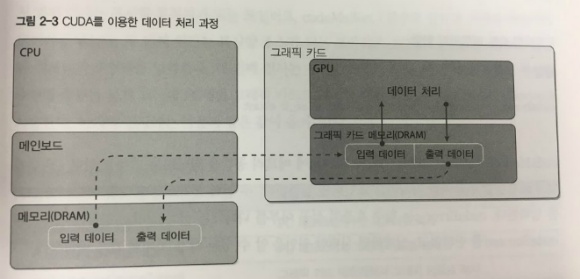 그림 2-3 CUDA를 이용한 데이터 처리 과정
CPU
메인보드
메모리(DRAM)
입력 데이터 출력 데이터
그래픽 카드
GPU
데이터 처리
그래픽 카드 메모리(DRAM)
입력 데이터 출력 데이터